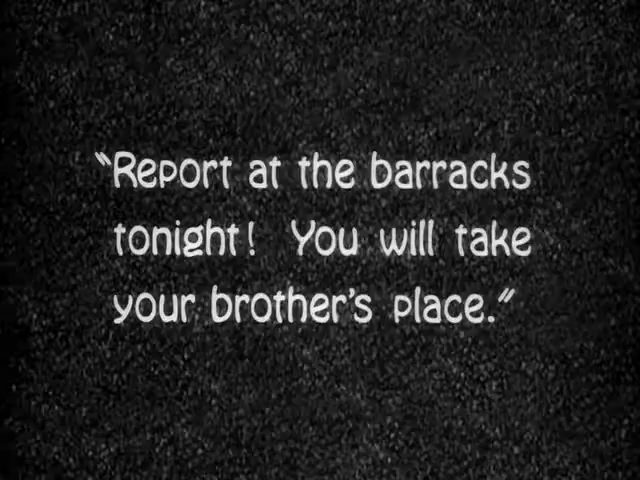 “Report at the barracks
tonight! You will take
your brother's place.”